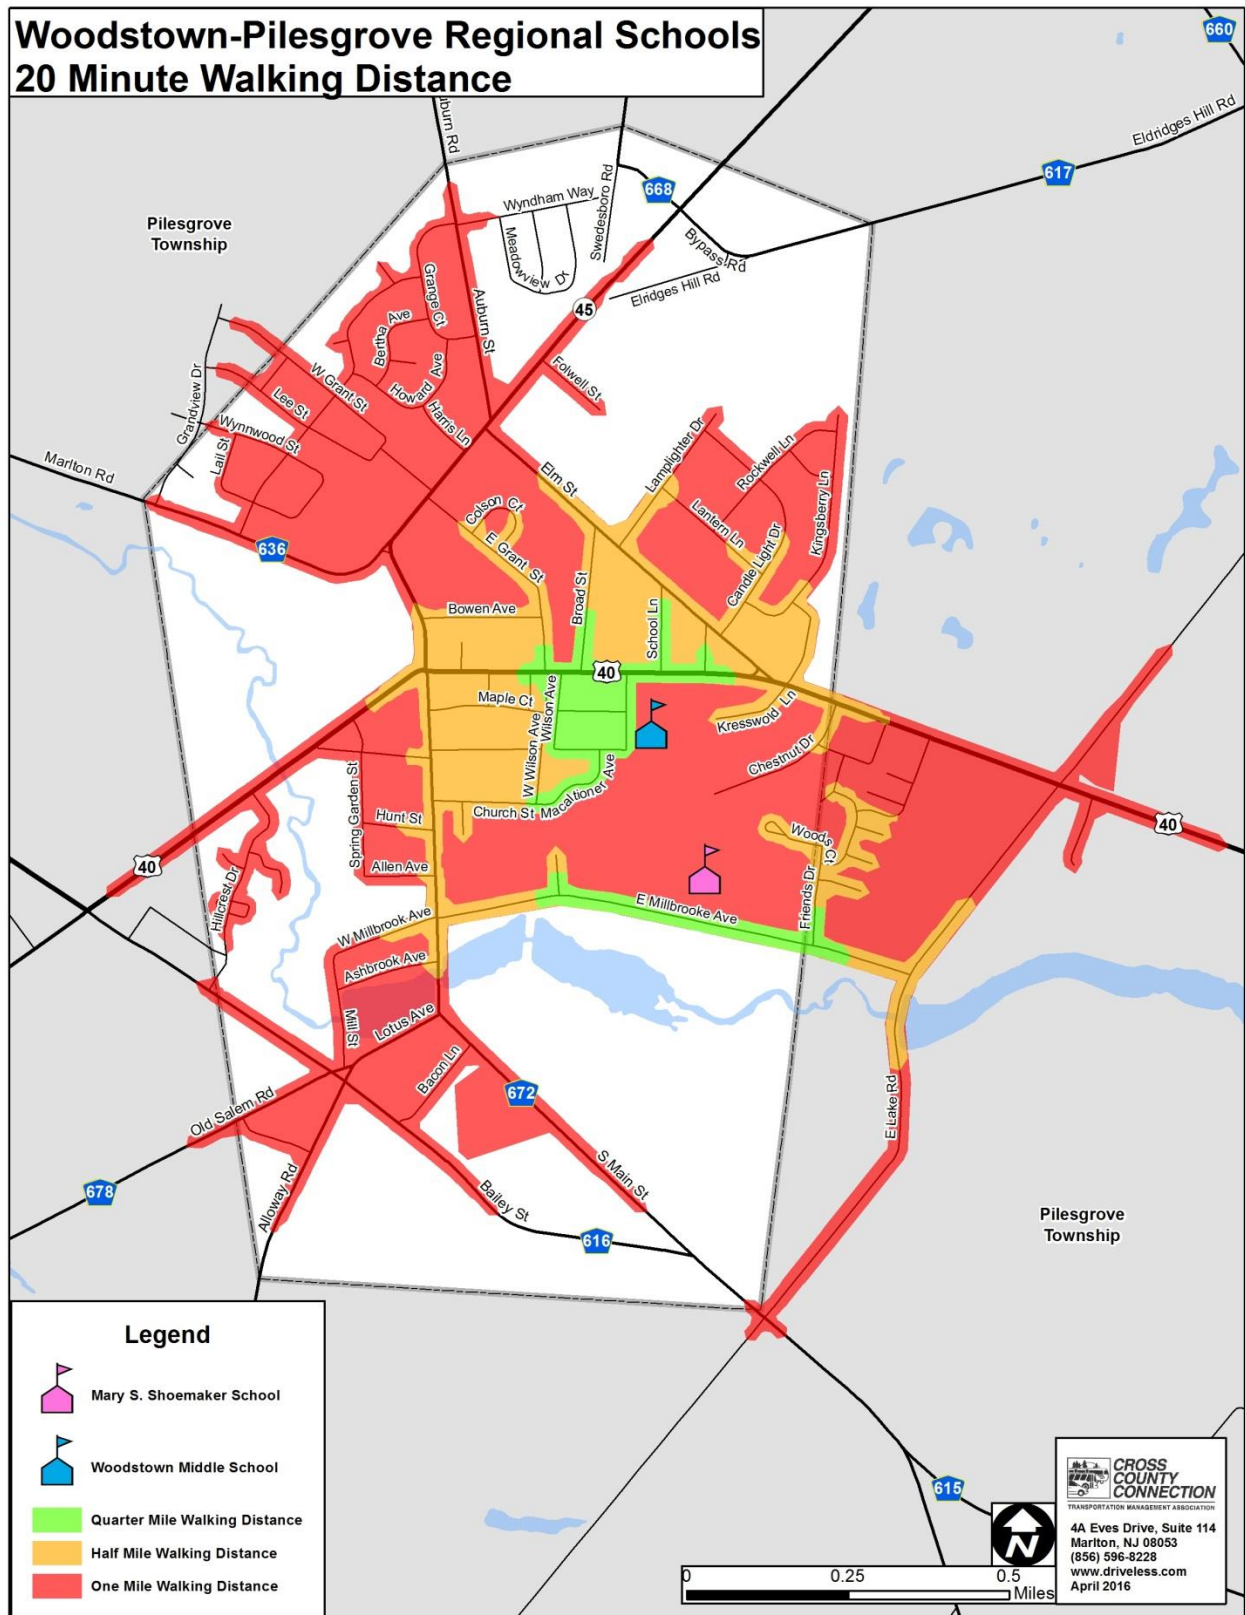 Woodstown-Pilesgrove Regional Schools
20 Minute Walking Distance
660
Eldridges Hill Rd
617
668
Bypass Rd
Elridges Hill Rd
Swedesboro Rd
Wyndham Way
Meadowview Dr
Pilesgrove
Township
Auburn St
45
Grange Ct
Bertha Ave
Howard Ave
Harris Ln
Folwell St
Grandview Dr
W Grant St
Lee St
Wynnwood St
Lail St
Marlton Rd
636
Elm St
Lamplighter Dr
Rockwell Ln
Lantern Ln
Kingsberry Ln
Candle Light Dr
Colson Ct
E Grant St
Broad St
School Ln
Bowen Ave
40
Maple Ct
Wilson Ave
W Wilson Ave
Kresswold Ln
Chestnut Dr
Macaltioner Ave
Church St
Spring Garden St
Hunt St
Allen Ave
Woods Ct
Friends Dr
40
40
Hillcrest Dr
E Millbrooke Ave
W Millbrook Ave
Ashbrook Ave
Mill St
Lotus Ave
Bacon Ln
672
E Lake Rd
Old Salem Rd
678
Alloway Rd
Bailey St
S Main St
616
Pilesgrove
Township
615
Legend
Mary S. Shoemaker School
Woodstown Middle School
Quarter Mile Walking Distance
Half Mile Walking Distance
One Mile Walking Distance
N
0 0.25 0.5
Miles
CROSS
COUNTY
CONNECTION
TRANSPORTATION MANAGEMENT ASSOCIATION
4A Eves Drive, Suite 114
Marlton, NJ 08053
(856) 596-8228
www.driveless.com
April 2016